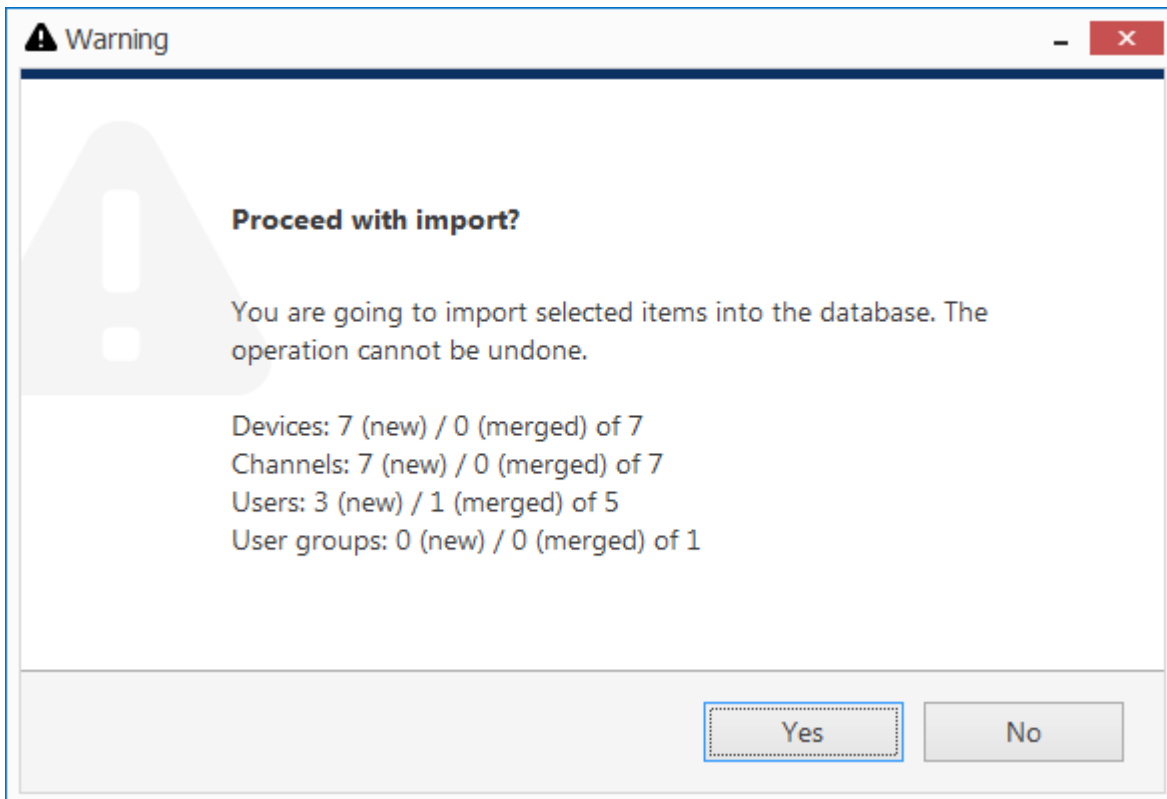 Warning
Proceed with import?
You are going to import selected items into the database. The
operation cannot be undone.
Devices: 7 (new) / 0 (merged) of 7
Channels: 7 (new) / 0 (merged) of 7
Users: 3 (new) / 1 (merged) of 5
User groups: 0 (new) / 0 (merged) of 1
Yes
No